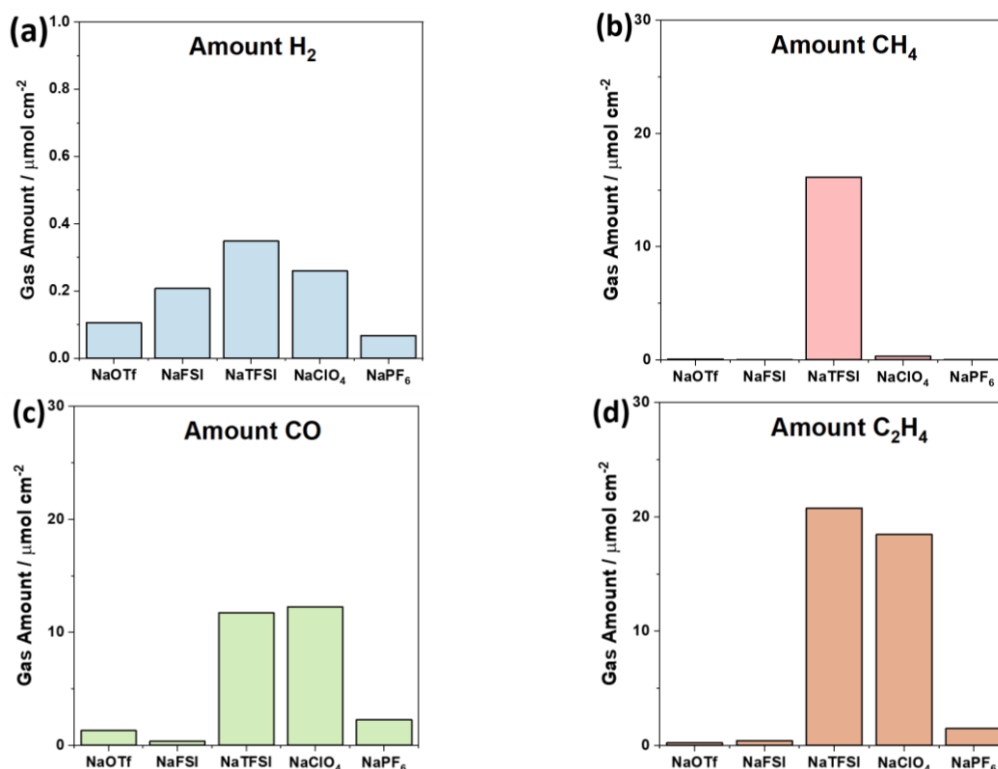 (a)
Amount H₂
Gas Amount / μmol cm⁻²
1.0
0.8
0.6
0.4
0.2
0.0
NaOTf NaFSI NaTFSI NaClO₄ NaPF₆
(b)
Amount CH₄
Gas Amount / μmol cm⁻²
30
20
10
0
NaOTf NaFSI NaTFSI NaClO₄ NaPF₆
(c)
Amount CO
Gas Amount / μmol cm⁻²
30
20
10
0
NaOTf NaFSI NaTFSI NaClO₄ NaPF₆
(d)
Amount C₂H₄
Gas Amount / μmol cm⁻²
30
20
10
0
NaOTf NaFSI NaTFSI NaClO₄ NaPF₆